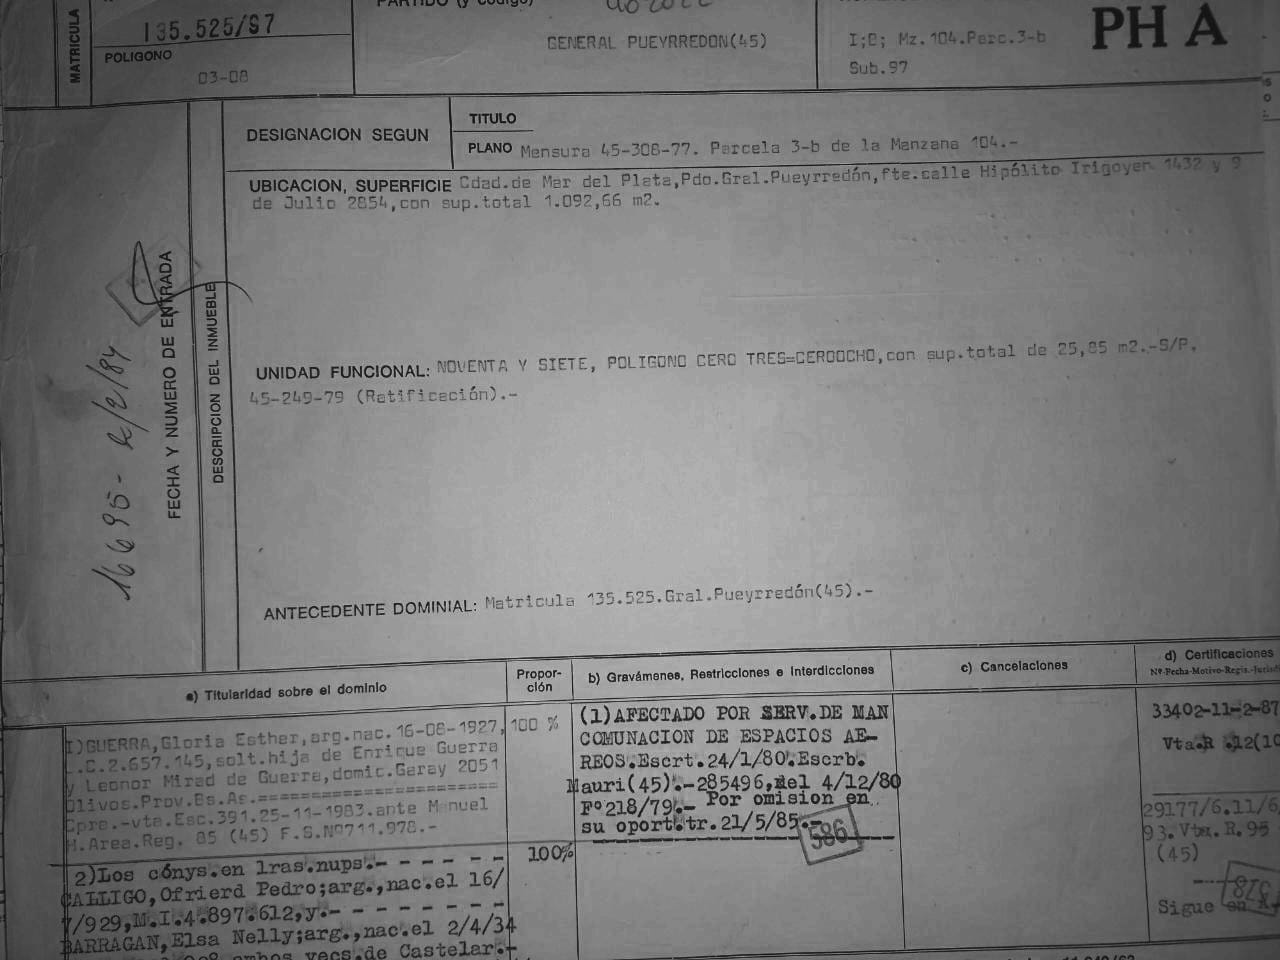 MATRICULA
135.525/97
POLIGONO
03-08
PARTIDO (y código)
GENERAL PUEYRREDON(45)
I;C; Mz.104.Parc.3-b
Sub.97
PH A
DESIGNACION SEGUN
TITULO
PLANO Mensura 45-308-77. Parcela 3-b de la Manzana 104.-
UBICACION, SUPERFICIE Cdad.de Mar del Plata,Pdo.Gral.Pueyrredón,fte.calle Hipólito Irigoyen 1432 y 9
de Julio 2854,con sup.total 1.092,66 m2.
FECHA Y NUMERO DE ENTRADA
16695-
DESCRIPCION DEL INMUEBLE
UNIDAD FUNCIONAL: NOVENTA Y SIETE, POLIGONO CERO TRES=CEROOCHO,con sup.total de 25,85 m2.-S/P.
45-249-79 (Ratificación).-
ANTECEDENTE DOMINIAL: Matricula 135.525.Gral.Pueyrredón(45).-
a) Titularidad sobre el dominio
Propor-
ción
b) Gravámenes, Restricciones e Interdicciones
c) Cancelaciones
d) Certificaciones
Nº-Fecha-Motivo-Regis.-
1)GUERRA,Gloria Esther,arg.nac.16-08-1927,
L.C.2.657.145,solt.hija de Enrique Guerra
y Leonor Mirad de Guerra,domic.Garay 2051
Olivos.Prov.Bs.As.=====================
Cpra.-vta.Esc.391.25-11-1983.ante Manuel
M.Area.Reg. 85 (45) F.S.Nº711.978.-
100 %
2)Los cónys.en 1ras.nups.- - - - - -
CALLIGO,Ofrierd Pedro;arg.,nac.el 16/
7/929,M.I.4.897.612,y.- - - - - - -
BARRAGAN,Elsa Nelly;arg.,nac.el 2/4/34
ambos vecs.de Castelar.-
100%
(1)AFECTADO POR SERV.DE MAN
COMUNACION DE ESPACIOS AE-
REOS.Escrt.24/1/80.Escrb.
Mauri(45).-285496,del 4/12/80
Fº218/79.- Por omision en
su oport.tr.21/5/85.-
586
33402-11-2-87
Vta.R .12(10
29177/6.11/6
93.Vta.R.95
(45)
578
Sigue en